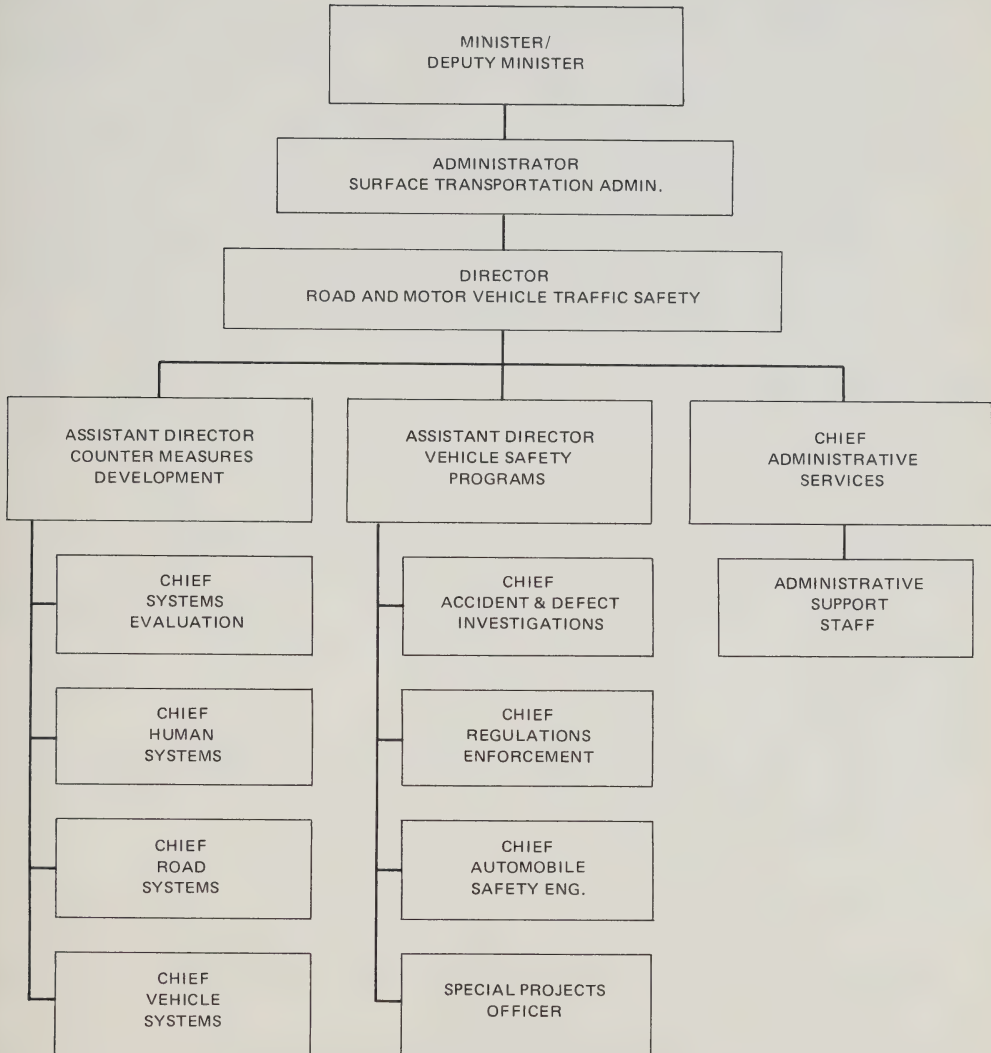 MINISTER/
DEPUTY MINISTER
ADMINISTRATOR
SURFACE TRANSPORTATION ADMIN.
DIRECTOR
ROAD AND MOTOR VEHICLE TRAFFIC SAFETY
ASSISTANT DIRECTOR
COUNTER MEASURES
DEVELOPMENT
ASSISTANT DIRECTOR
VEHICLE SAFETY
PROGRAMS
CHIEF
ADMINISTRATIVE
SERVICES
CHIEF
SYSTEMS
EVALUATION
CHIEF
ACCIDENT & DEFECT
INVESTIGATIONS
ADMINISTRATIVE
SUPPORT
STAFF
CHIEF
HUMAN
SYSTEMS
CHIEF
REGULATIONS
ENFORCEMENT
CHIEF
ROAD
SYSTEMS
CHIEF
AUTOMOBILE
SAFETY ENG.
CHIEF
VEHICLE
SYSTEMS
SPECIAL PROJECTS
OFFICER